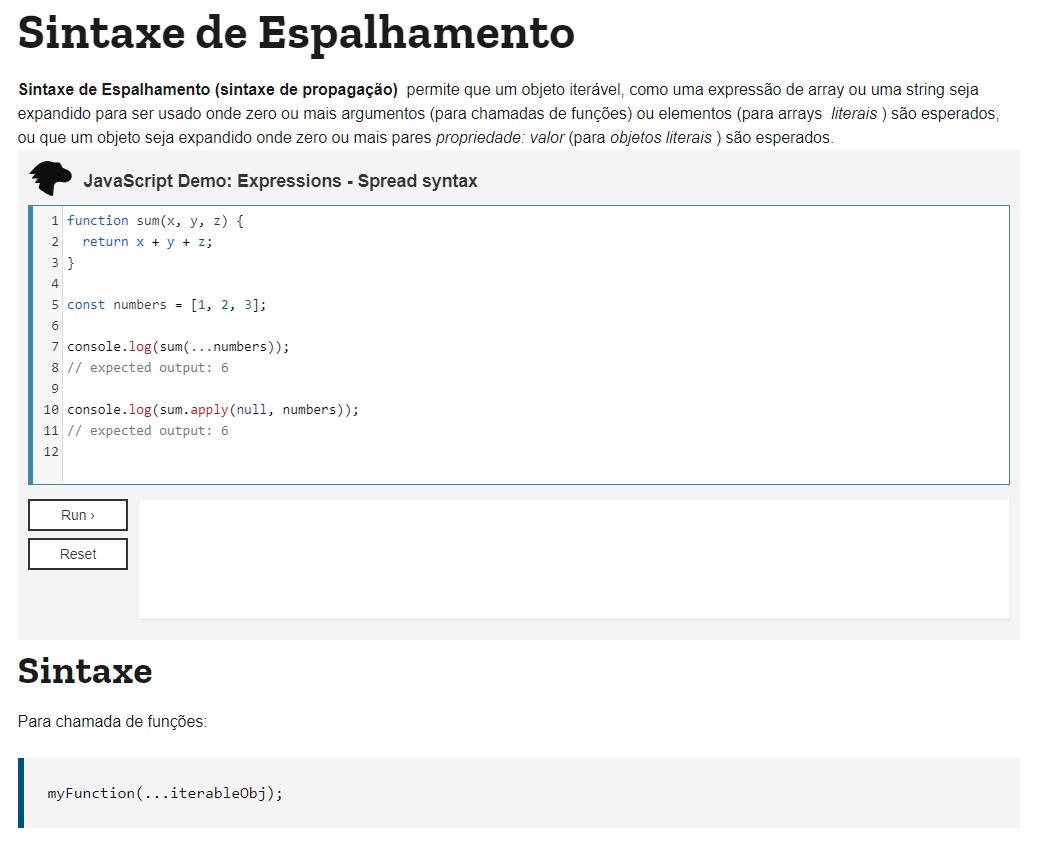 Sintaxe de Espalhamento
Sintaxe de Espalhamento (sintaxe de propagação) permite que um objeto iterável, como uma expressão de array ou uma string seja
expandido para ser usado onde zero ou mais argumentos (para chamadas de funções) ou elementos (para arrays literais ) são esperados,
ou que um objeto seja expandido onde zero ou mais pares propriedade: valor (para objetos literais ) são esperados.
JavaScript Demo: Expressions - Spread syntax
1 function sum(x, y, z) {
2   return x + y + z;
3 }
4
5 const numbers = [1, 2, 3];
6
7 console.log(sum(...numbers));
8 // expected output: 6
9
10 console.log(sum.apply(null, numbers));
11 // expected output: 6
12
Run ›
Reset
Sintaxe
Para chamada de funções:
myFunction(...iterableObj);